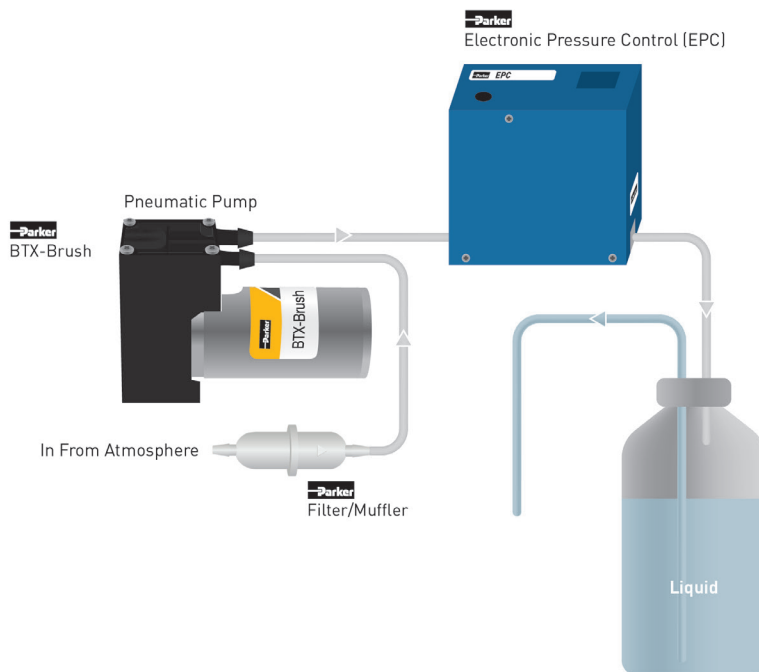 Parker
Electronic Pressure Control (EPC)
Parker EPC
Pneumatic Pump
Parker
BTX-Brush
Parker
BTX-Brush
In From Atmosphere
Parker
Filter/Muffler
Liquid